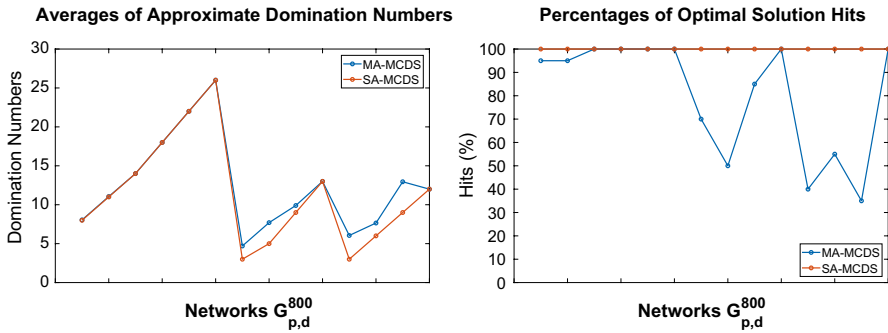 Averages of Approximate Domination Numbers
30
25
20
15
10
5
0
Domination Numbers
MA-MCDS
SA-MCDS
Networks G^{800}_{p,d}
Percentages of Optimal Solution Hits
100
90
80
70
60
50
40
30
20
10
0
Hits (%)
MA-MCDS
SA-MCDS
Networks G^{800}_{p,d}